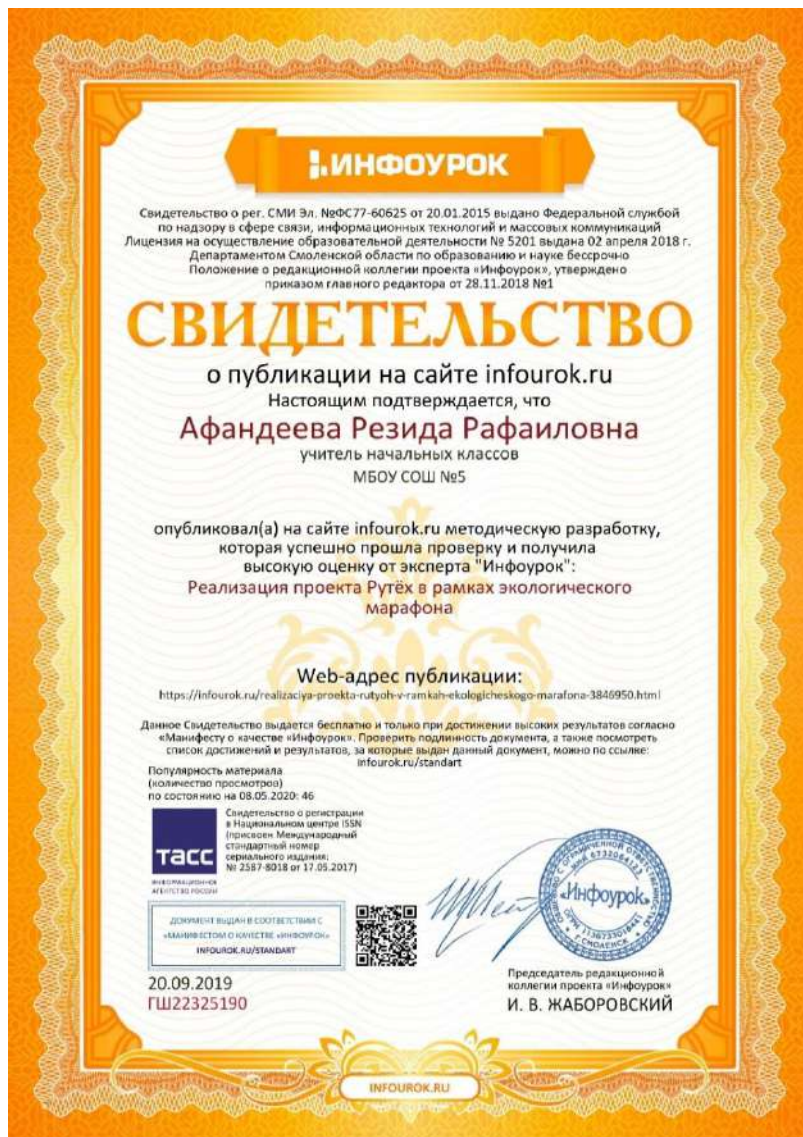 ИНФОУРОК
Свидетельство о рег. СМИ Эл. №ФС77-60625 от 20.01.2015 выдано Федеральной службой
по надзору в сфере связи, информационных технологий и массовых коммуникаций
Лицензия на осуществление образовательной деятельности № 5201 выдана 02 апреля 2018 г.
Департаментом Смоленской области по образованию и науке бессрочно
Положение о редакционной коллегии проекта «Инфоурок», утверждено
приказом главного редактора от 28.11.2018 №1
СВИДЕТЕЛЬСТВО
о публикации на сайте infourok.ru
Настоящим подтверждается, что
Афандеева Резида Рафаиловна
учитель начальных классов
МБОУ СОШ №5
опубликовал(а) на сайте infourok.ru методическую разработку,
которая успешно прошла проверку и получила
высокую оценку от эксперта "Инфоурок":
Реализация проекта Рутёх в рамках экологического
марафона
Web-адрес публикации:
https://infourok.ru/realizaciya-proekta-rutyoh-v-ramkah-ekologicheskogo-marafona-3846950.html
Данное Свидетельство выдается бесплатно и только при достижении высоких результатов согласно
«Манифесту о качестве «Инфоурок». Проверить подлинность документа, а также посмотреть
список достижений и результатов, за которые выдан данный документ, можно по ссылке:
infourok.ru/standart
Популярность материала
(количество просмотров)
по состоянию на 08.05.2020: 46
Свидетельство о регистрации
в Национальном центре ISSN
(присвоен Международный
стандартный номер
сериального издания:
№ 2587-8018 от 17.05.2017)
ТАСС
ИНФОРМАЦИОННОЕ
АГЕНТСТВО РОССИИ
ДОКУМЕНТ ВЫДАН В СООТВЕТСТВИИ С
«МАНИФЕСТОМ О КАЧЕСТВЕ «ИНФОУРОК»
INFOUROK.RU/STANDART
«Инфоурок»
Г. СМОЛЕНСК
20.09.2019
ГШ22325190
Председатель редакционной
коллегии проекта «Инфоурок»
И. В. ЖАБОРОВСКИЙ
INFOUROK.RU